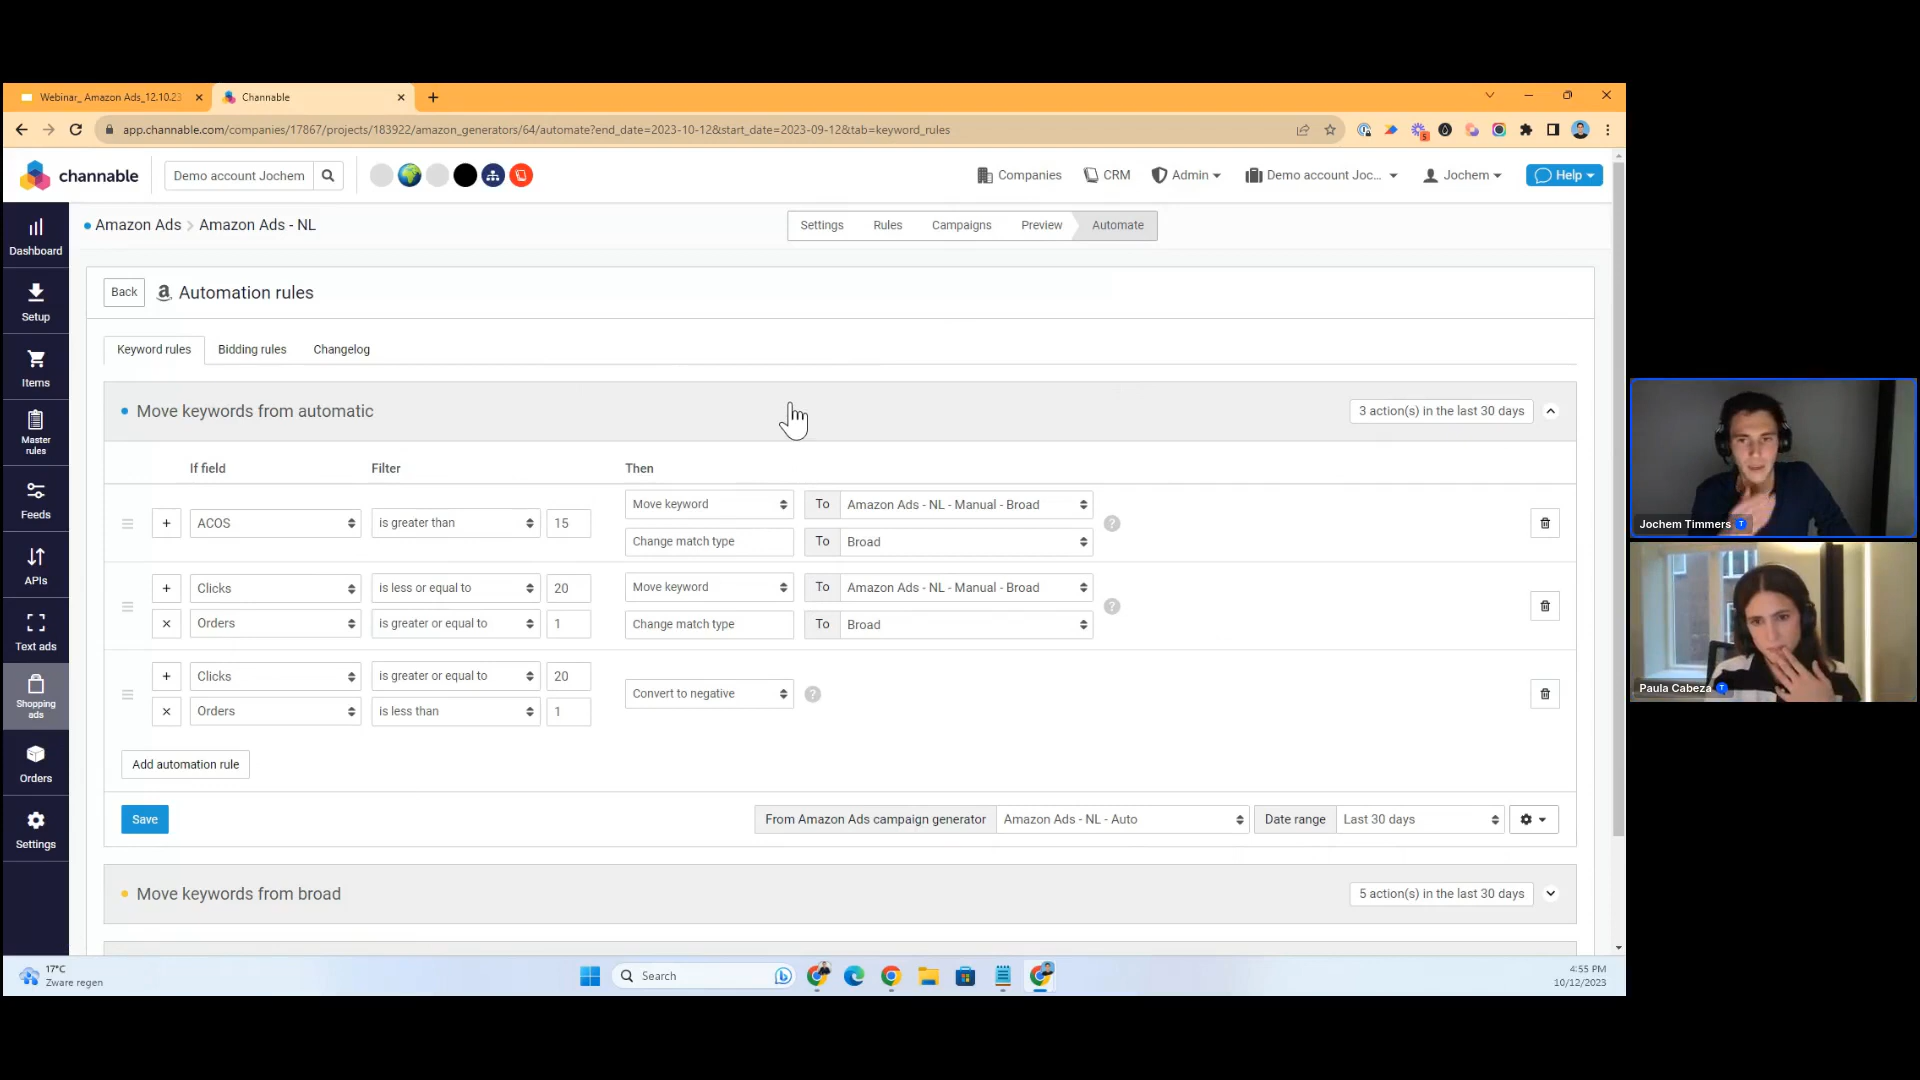 Webinar_ Amazon Ads_12.10.23
Channable
app.channable.com/companies/17867/projects/183922/amazon_generators/64/automate?end_date=2023-10-12&start_date=2023-09-12&tab=keyword_rules
5
channable
Demo account Jochem
Companies
CRM
Admin
Demo account Joc...
Jochem
Help
Amazon Ads > Amazon Ads - NL
Settings
Rules
Campaigns
Preview
Automate
Dashboard
Setup
Items
Master rules
Feeds
APIs
Text ads
Shopping ads
Orders
Settings
Back
Automation rules
Keyword rules
Bidding rules
Changelog
Move keywords from automatic
3 action(s) in the last 30 days
If field
Filter
Then
+ ACOS is greater than 15 Move keyword To Amazon Ads - NL - Manual - Broad ?
Change match type To Broad
+ Clicks is less or equal to 20 Move keyword To Amazon Ads - NL - Manual - Broad ?
× Orders is greater or equal to 1 Change match type To Broad
+ Clicks is greater or equal to 20 Convert to negative ?
× Orders is less than 1
Add automation rule
Save
From Amazon Ads campaign generator
Amazon Ads - NL - Auto
Date range
Last 30 days
Move keywords from broad
5 action(s) in the last 30 days
17°C
Zware regen
Search
4:55 PM
10/12/2023
Jochem Timmers
Paula Cabeza